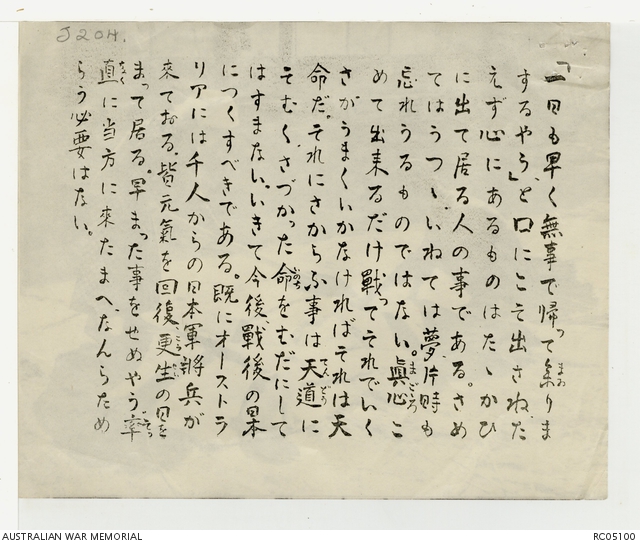 J204.
「一日も早く無事で帰って參りま
するやう」と口にこそ出さね、た
えず心にあるものはたゝかひ
に出て居る人の事である。さめ
てはうつゝ、いねては夢、片時も
忘れうるものではない。眞心こ
めて出来るだけ戰ってそれでいく
さがうまくいかなければそれは天
命だ。それにさからふ事は天道に
そむく、さづかった命をむだにして
はすまない。いきて今後、戰後の日本
につくすべきである。既にオーストラ
リアには千人からの日本軍將兵が
來ておる。皆元氣を回復、更生の日を
まって居る。早まった事をせめやう率
直に当方に來たまへ。なんらため
らう必要はない。
AUSTRALIAN WAR MEMORIAL
RC05100